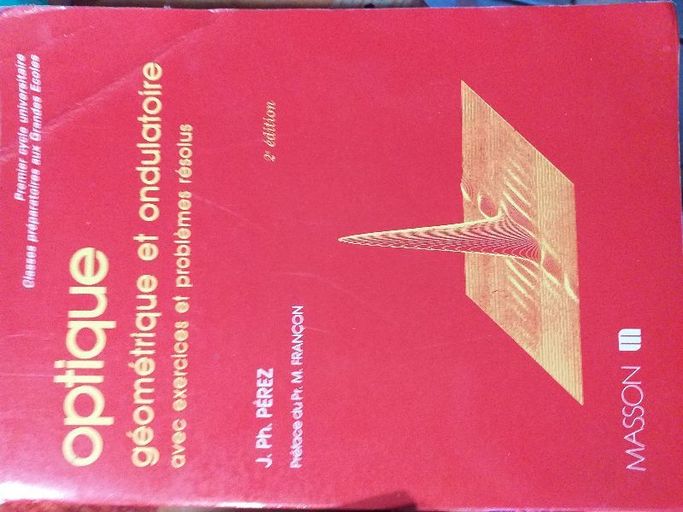 Premier cycle universitaire
Classes préparatoires aux Grandes Ecoles
optique
géométrique et ondulatoire
avec exercices et problèmes résolus
2e édition
J. Ph. PÉREZ
Préface du Pr. M. FRANÇON
MASSON m